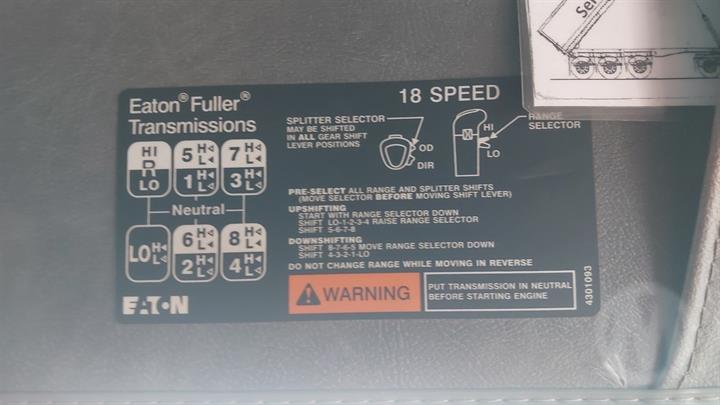 Eaton® Fuller®
Transmissions
18 SPEED
SPLITTER SELECTOR
MAY BE SHIFTED
IN ALL GEAR SHIFT
LEVER POSITIONS
OD
DIR
HI
LO
RANGE
SELECTOR
HI
R
LO
5 H L
1 H L
7 H L
3 H L
Neutral
LO H L
6 H L
2 H L
8 H L
4 H L
PRE-SELECT ALL RANGE AND SPLITTER SHIFTS
(MOVE SELECTOR BEFORE MOVING SHIFT LEVER)
UPSHIFTING
START WITH RANGE SELECTOR DOWN
SHIFT LO-1-2-3-4 RAISE RANGE SELECTOR
SHIFT 5-6-7-8
DOWNSHIFTING
SHIFT 8-7-6-5 MOVE RANGE SELECTOR DOWN
SHIFT 4-3-2-1-LO
DO NOT CHANGE RANGE WHILE MOVING IN REVERSE
EATON
WARNING
PUT TRANSMISSION IN NEUTRAL
BEFORE STARTING ENGINE
4301093